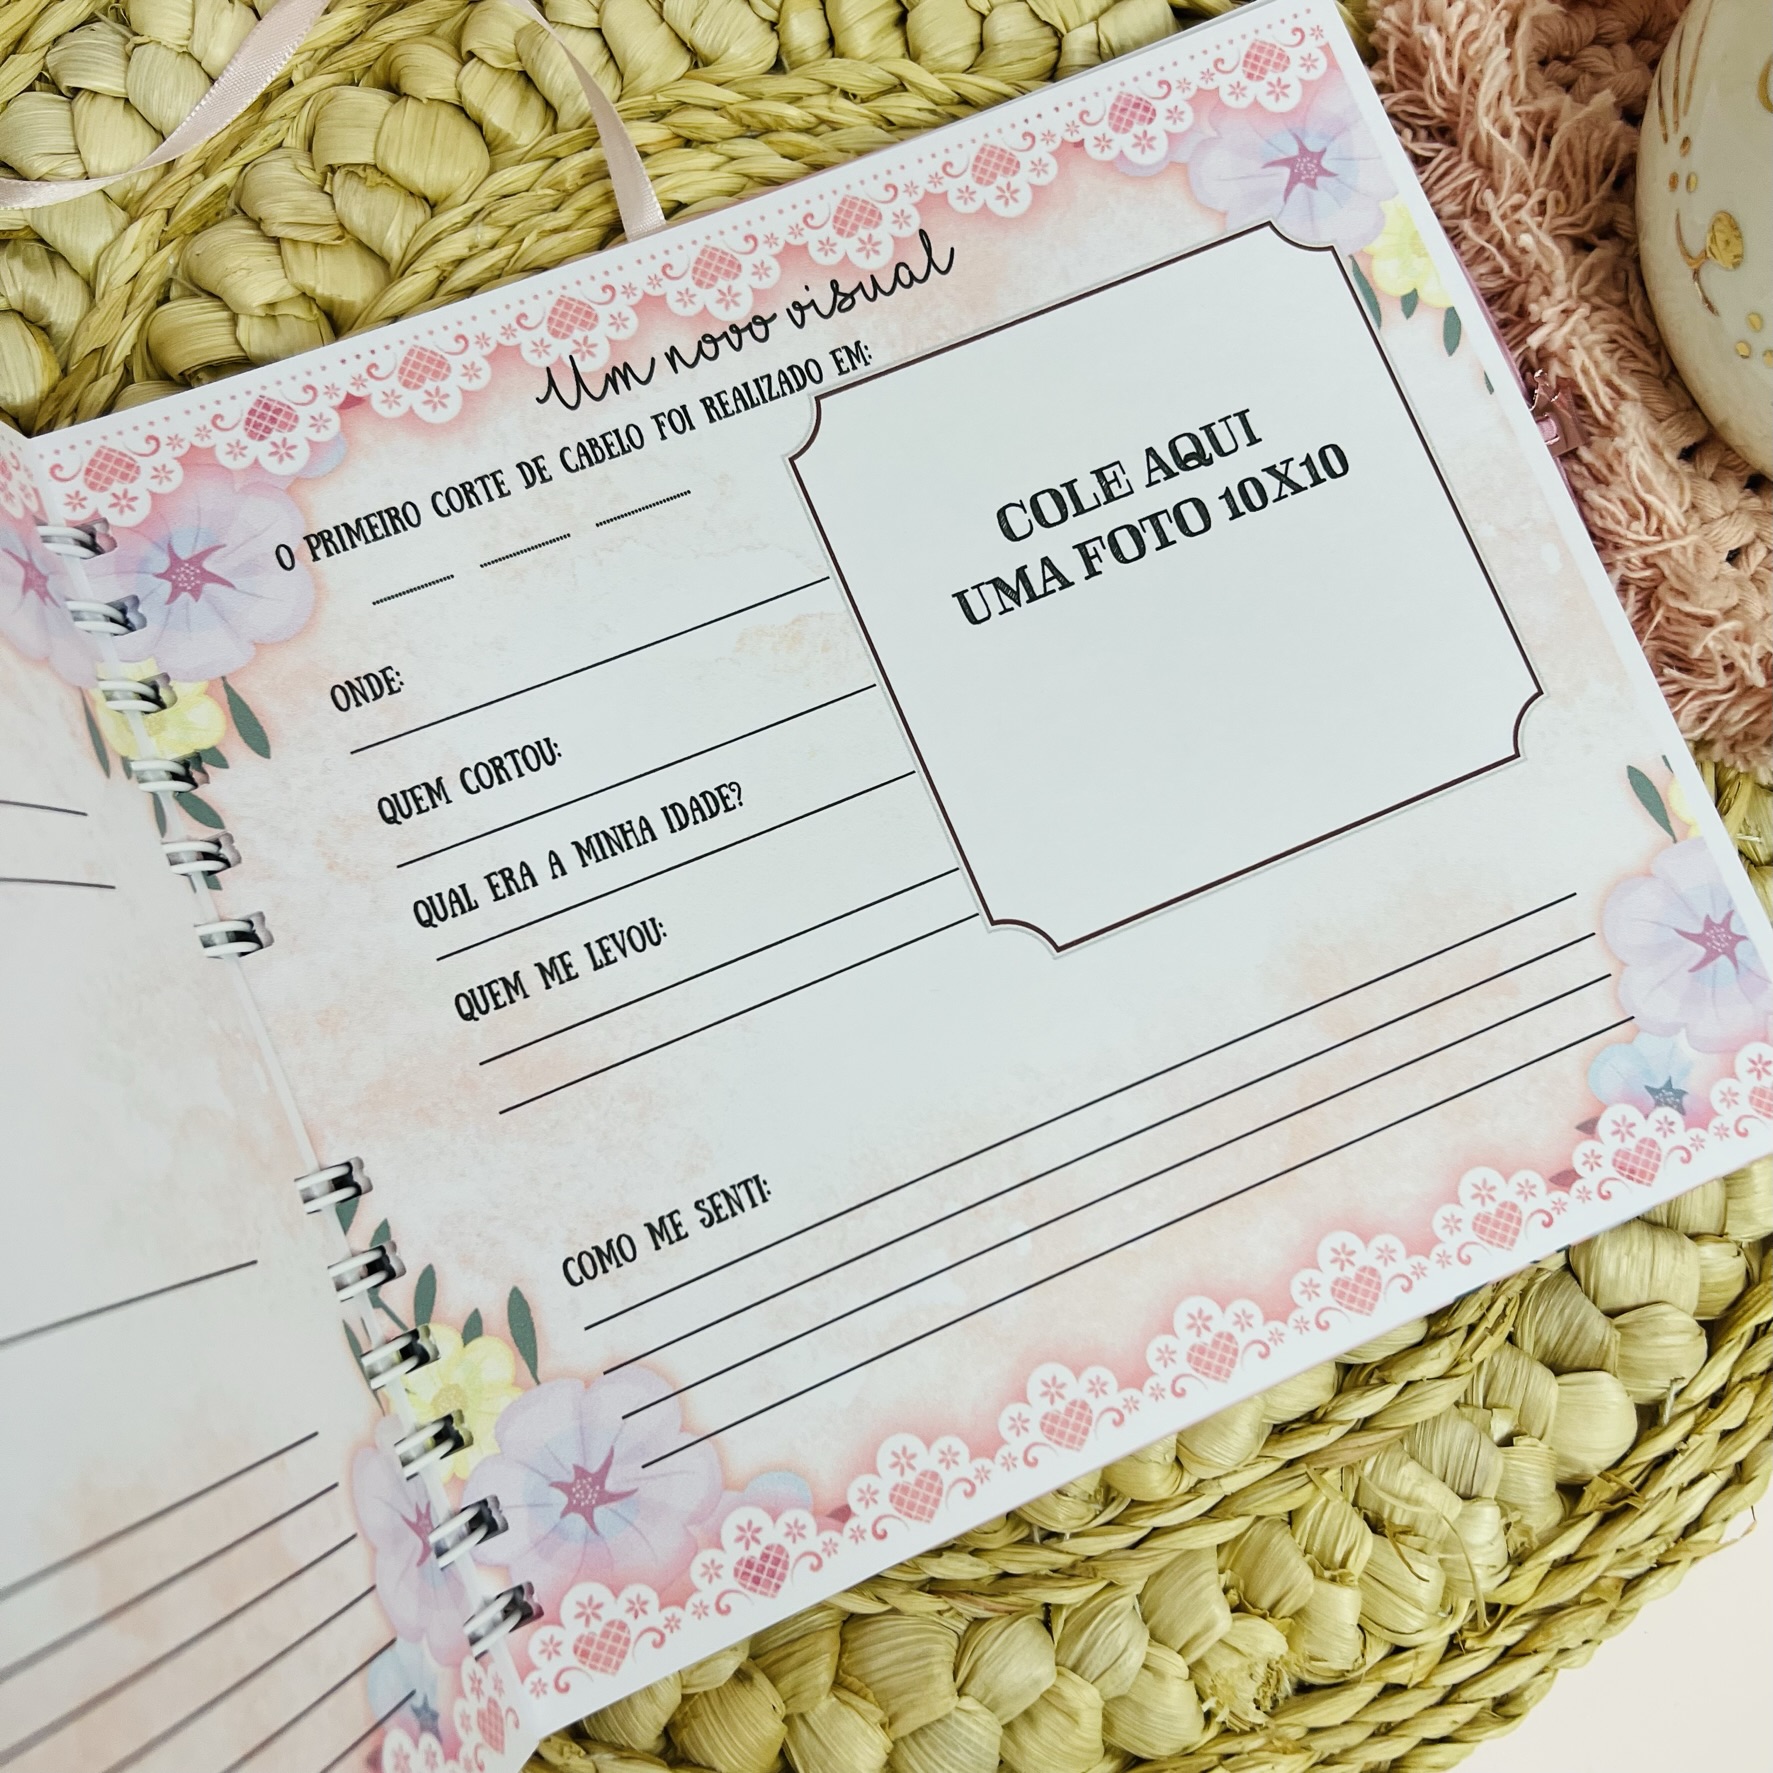 Um novo visual
O PRIMEIRO CORTE DE CABELO FOI REALIZADO EM:
ONDE:
QUEM CORTOU:
QUAL ERA A MINHA IDADE?
QUEM ME LEVOU:
COLE AQUI
UMA FOTO 10X10
COMO ME SENTI: